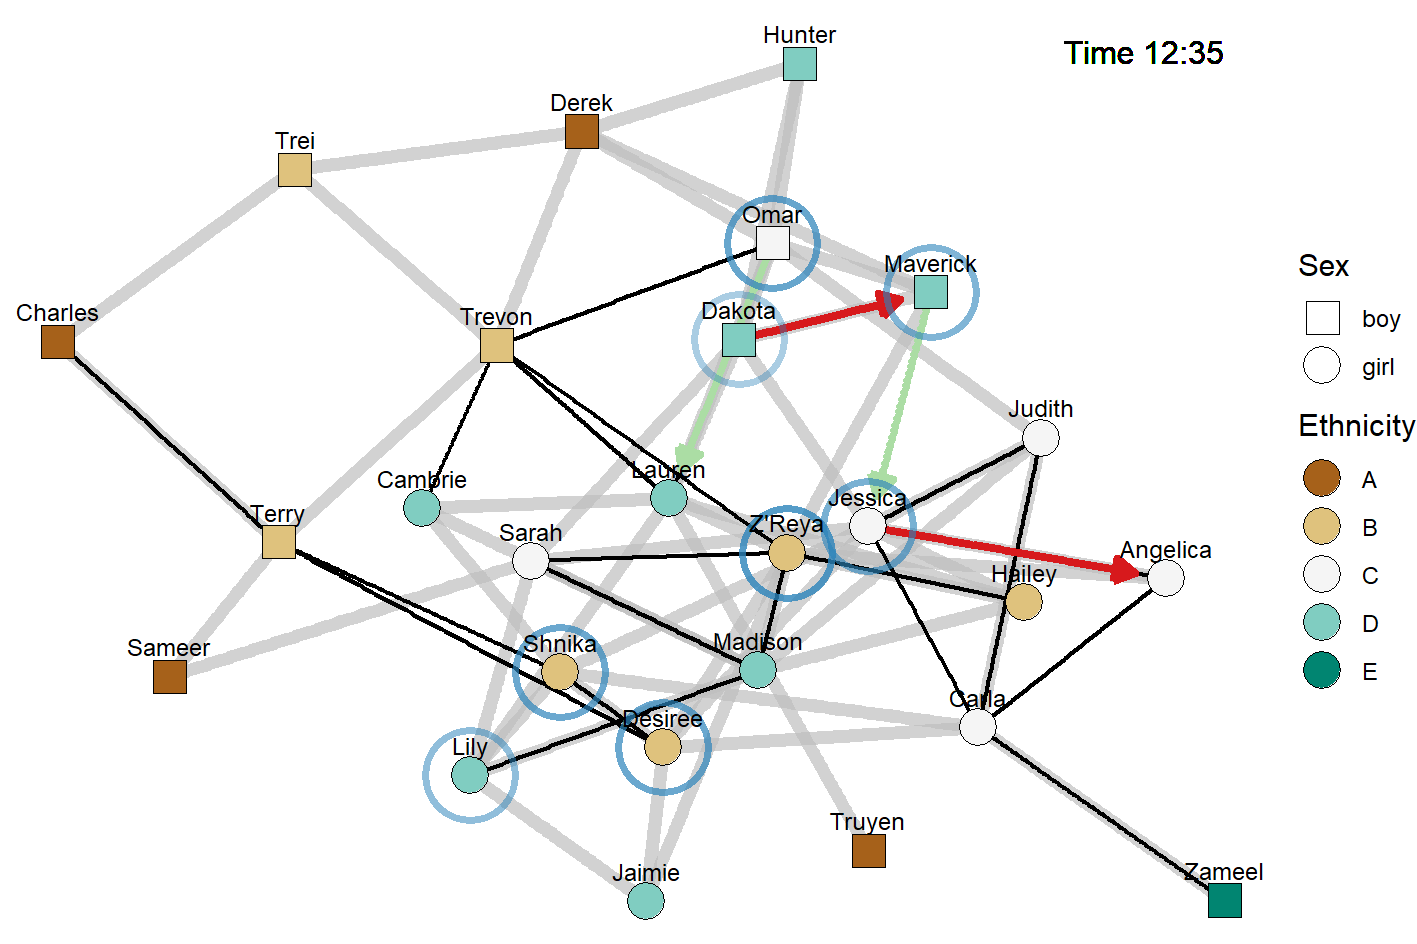 Hunter
Time 12:35
Derek
Trei
Omar
Maverick
Sex
Charles
Trevon
Dakota
boy
girl
Judith
Ethnicity
Cambrie
Lauren
A
Jessica
Terry
Sarah
Z'Reya
B
Angelica
Hailey
C
Sameer
Shnika
Madison
D
Carla
E
Desiree
Lily
Truyen
Jaimie
Zameel